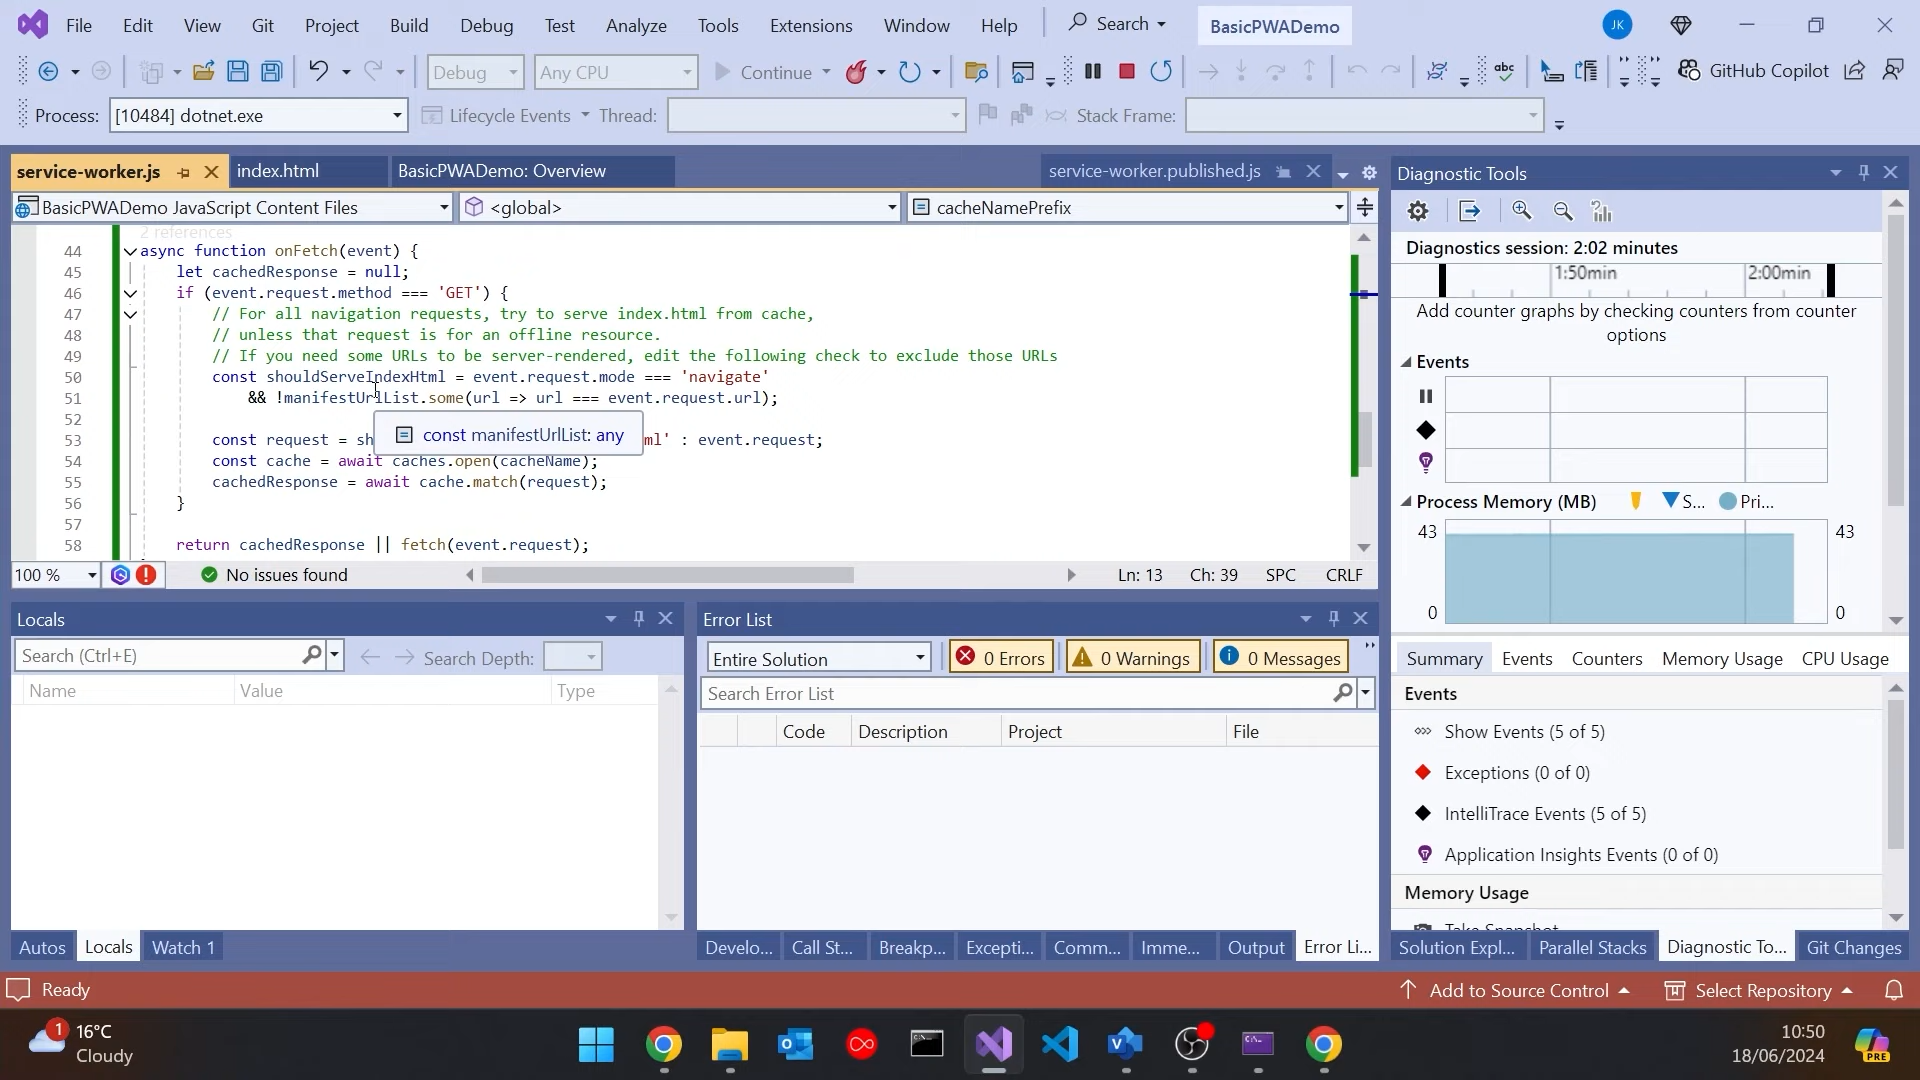 File Edit View Git Project Build Debug Test Analyze Tools Extensions Window Help Search BasicPWADemo JK
Debug Any CPU Continue abc GitHub Copilot
Process: [10484] dotnet.exe Lifecycle Events Thread: Stack Frame:
service-worker.js index.html BasicPWADemo: Overview service-worker.published.js
BasicPWADemo JavaScript Content Files <global> cacheNamePrefix
2 references
44 async function onFetch(event) {
45 let cachedResponse = null;
46 if (event.request.method === 'GET') {
47 // For all navigation requests, try to serve index.html from cache,
48 // unless that request is for an offline resource.
49 // If you need some URLs to be server-rendered, edit the following check to exclude those URLs
50 const shouldServeIndexHtml = event.request.mode === 'navigate'
51 && !manifestUrlList.some(url => url === event.request.url);
52
const manifestUrlList: any
53 const request = sh ml' : event.request;
54 const cache = await caches.open(cacheName);
55 cachedResponse = await cache.match(request);
56 }
57
58 return cachedResponse || fetch(event.request);
100 % No issues found Ln: 13 Ch: 39 SPC CRLF
Locals
Search (Ctrl+E) Search Depth:
Name Value Type
Autos Locals Watch 1
Error List
Entire Solution 0 Errors 0 Warnings 0 Messages
Search Error List
Code Description Project File
Develo... Call St... Breakp... Excepti... Comm... Imme... Output Error Li...
Diagnostic Tools
Diagnostics session: 2:02 minutes
1:50min 2:00min
Add counter graphs by checking counters from counter
options
Events
Process Memory (MB) S... Pri...
43 43
0 0
Summary Events Counters Memory Usage CPU Usage
Events
Show Events (5 of 5)
Exceptions (0 of 0)
IntelliTrace Events (5 of 5)
Application Insights Events (0 of 0)
Memory Usage
Take Snapshot
Solution Expl... Parallel Stacks Diagnostic To... Git Changes
Ready Add to Source Control Select Repository
1 16°C
Cloudy
10:50
18/06/2024
PRE